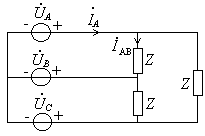 - U̇A + İA
İAB Z
- U̇B + Z
Z
- U̇C +